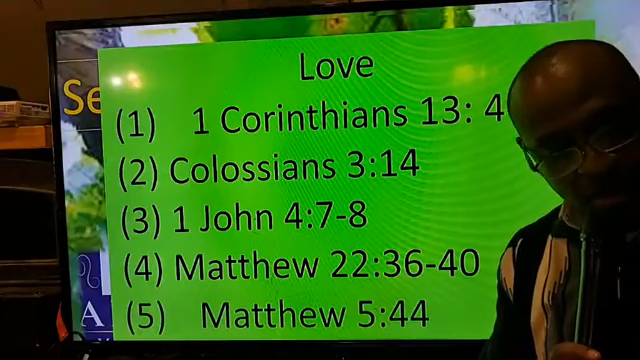 Love
(1) 1 Corinthians 13: 4
(2) Colossians 3:14
(3) 1 John 4:7-8
(4) Matthew 22:36-40
(5) Matthew 5:44
Se
A